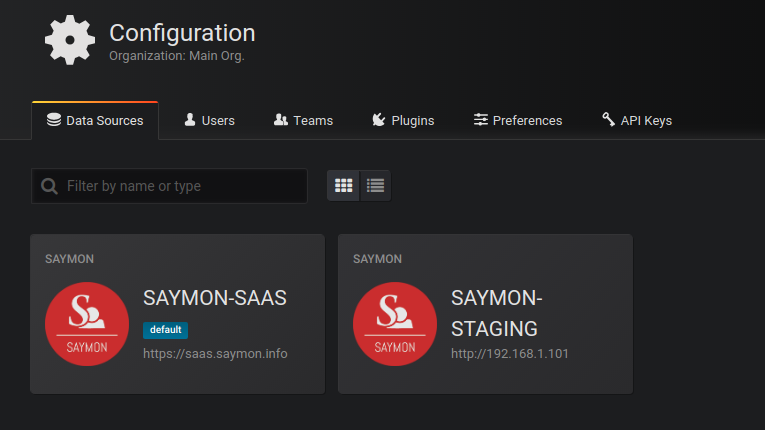 Configuration
Organization: Main Org.
Data Sources
Users
Teams
Plugins
Preferences
API Keys
Filter by name or type
SAYMON
SAYMON
SAYMON-SAAS
default
https://saas.saymon.info
SAYMON
SAYMON
SAYMON-
STAGING
http://192.168.1.101